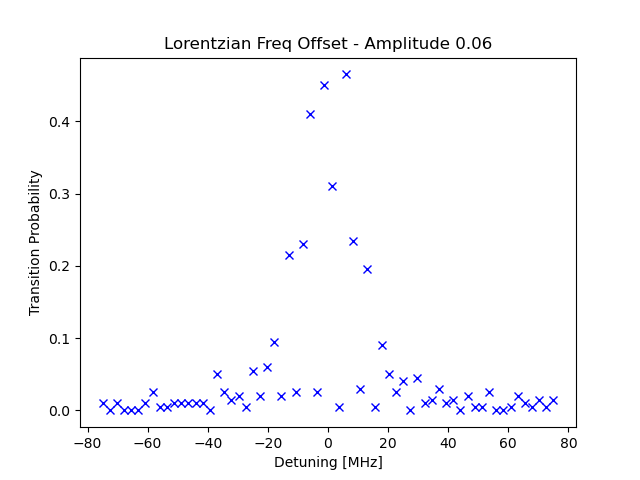 Lorentzian Freq Offset - Amplitude 0.06
Transition Probability
0.4
0.3
0.2
0.1
0.0
−80 −60 −40 −20 0 20 40 60 80
Detuning [MHz]